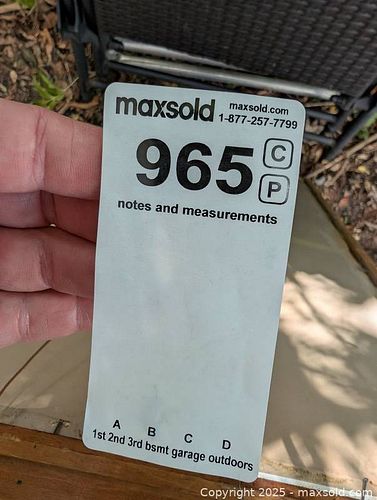 maxsold maxsold.com
1-877-257-7799
965 C
P
notes and measurements
A B C D
1st 2nd 3rd bsmt garage outdoors
Copyright © 2025 - maxsold.com